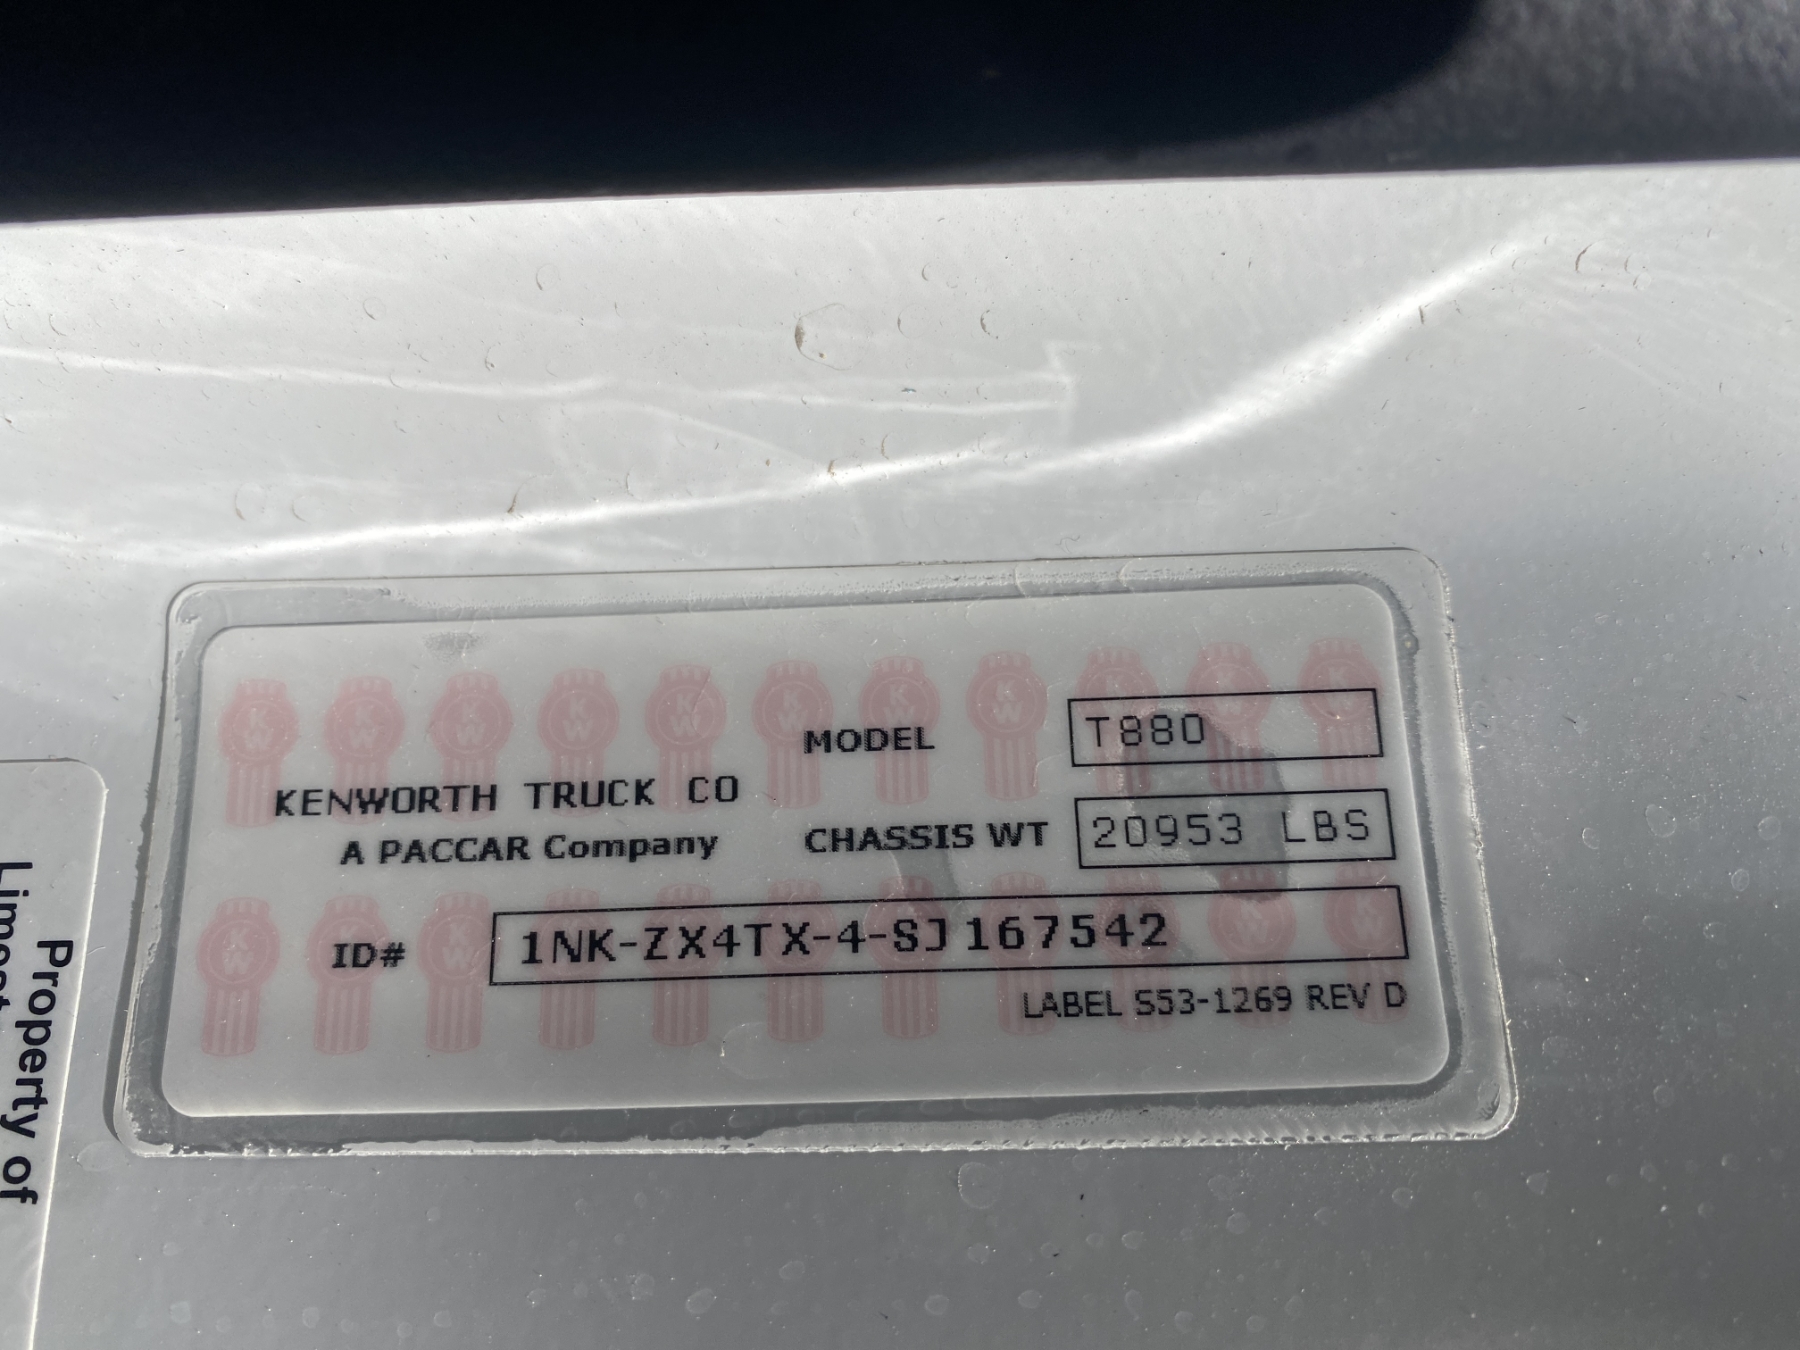 MODEL T880
KENWORTH TRUCK CO
A PACCAR Company
CHASSIS WT 20953 LBS
ID# 1NK-ZX4TX-4-SJ167542
LABEL S53-1269 REV D
Property of